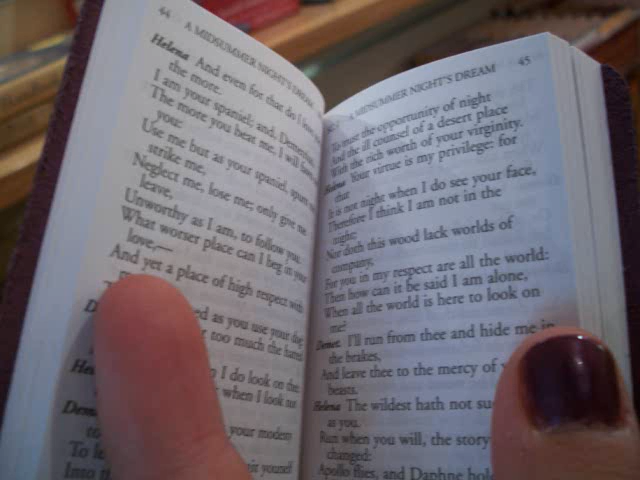 44 A MIDSUMMER NIGHT'S DREAM
Helena And even for that do I
the more.
I am your spaniel; and, Demetrius,
The more you beat me, I will fawn
you:
Use me but as your spaniel, spurn
strike me,
Neglect me, lose me; only give me
leave,
Unworthy as I am, to follow you.
What worser place can I beg in your
love,—
And yet a place of high respect with
ed as you use your dog
too much the hatred
I do look on thee
when I look not
Dem
your modesty
To le
yourself
Into th
A MIDSUMMER NIGHT'S DREAM 45
To trust the opportunity of night
And the ill counsel of a desert place
With the rich worth of your virginity.
Helena Your virtue is my privilege: for
that
It is not night when I do see your face,
Therefore I think I am not in the
night;
Nor doth this wood lack worlds of
company,
For you in my respect are all the world:
Then how can it be said I am alone,
When all the world is here to look on
me?
Demet. I'll run from thee and hide me in
the brakes,
And leave thee to the mercy of
beasts.
Helena The wildest hath not su
as you.
Run when you will, the story
changed:
Apollo flies, and Daphne hol